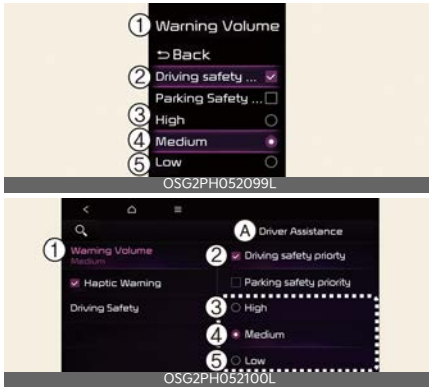 ① Warning Volume
⮌ Back
② Driving safety ...
Parking Safety ...
③ High
④ Medium
⑤ Low
OSG2PH052099L
A Driver Assistance
① Warning Volume
Medium
② Driving safety priorty
Haptic Warning
Parking safety priority
Driving Safety
③ High
④ Medium
⑤ Low
OSG2PH052100L